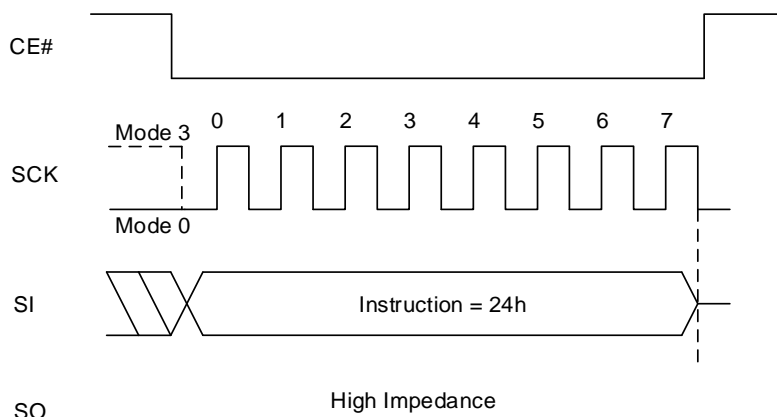 CE#
Mode 3
0 1 2 3 4 5 6 7
SCK
Mode 0
SI
Instruction = 24h
High Impedance
SO